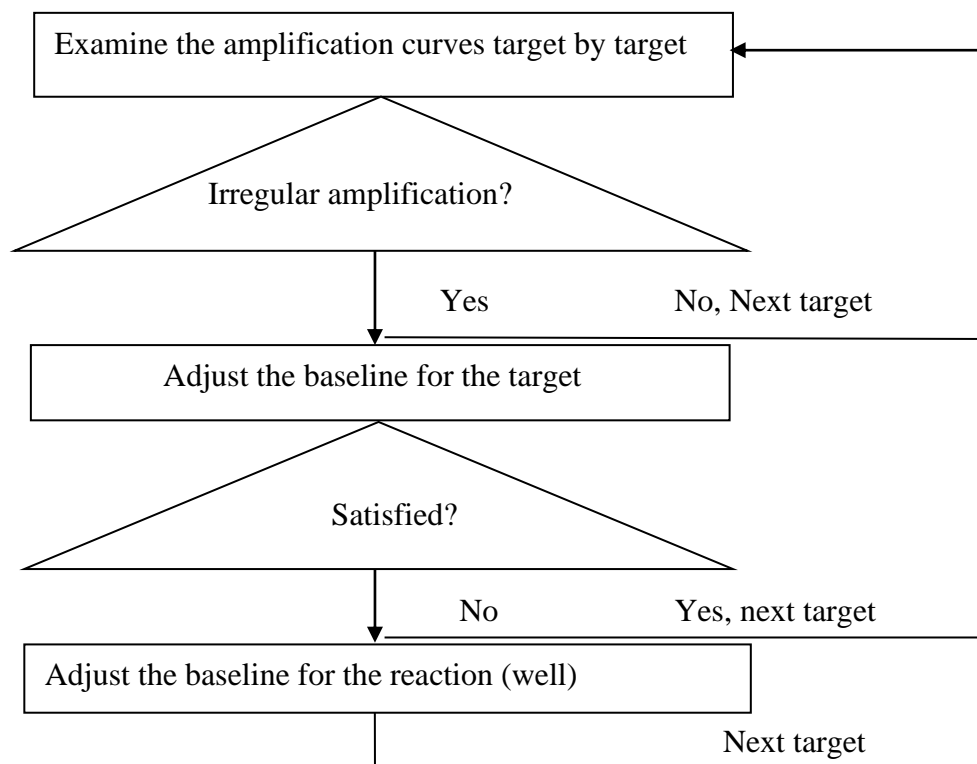 Examine the amplification curves target by target
Irregular amplification?
Yes
No, Next target
Adjust the baseline for the target
Satisfied?
No
Yes, next target
Adjust the baseline for the reaction (well)
Next target